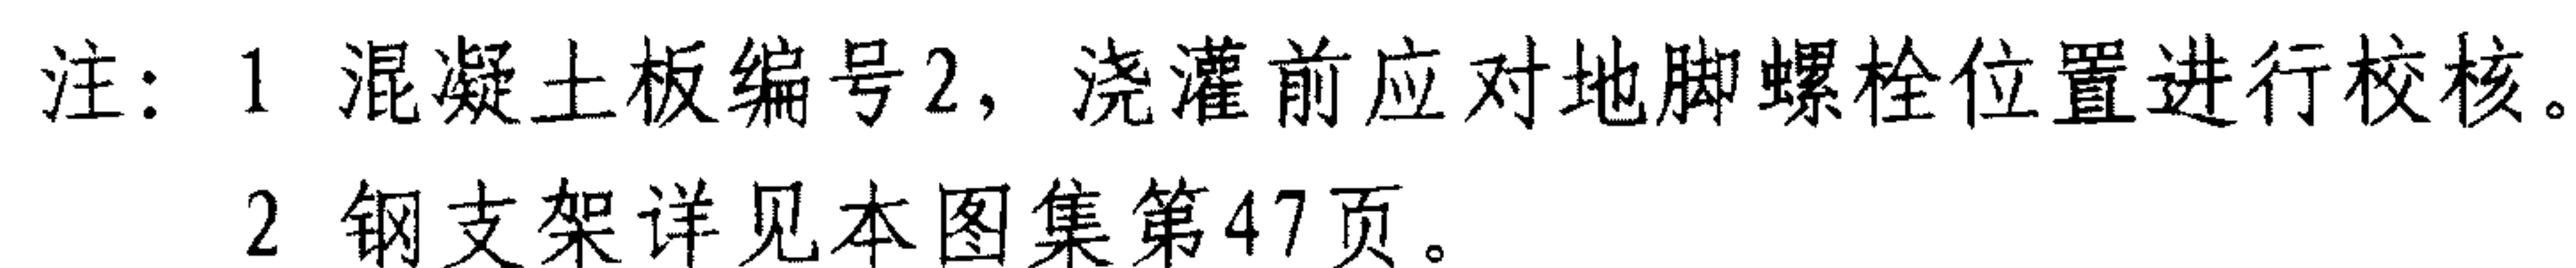 注： 1 混凝土板编号2，浇灌前应对地脚螺栓位置进行校核。
2 钢支架详见本图集第47页。